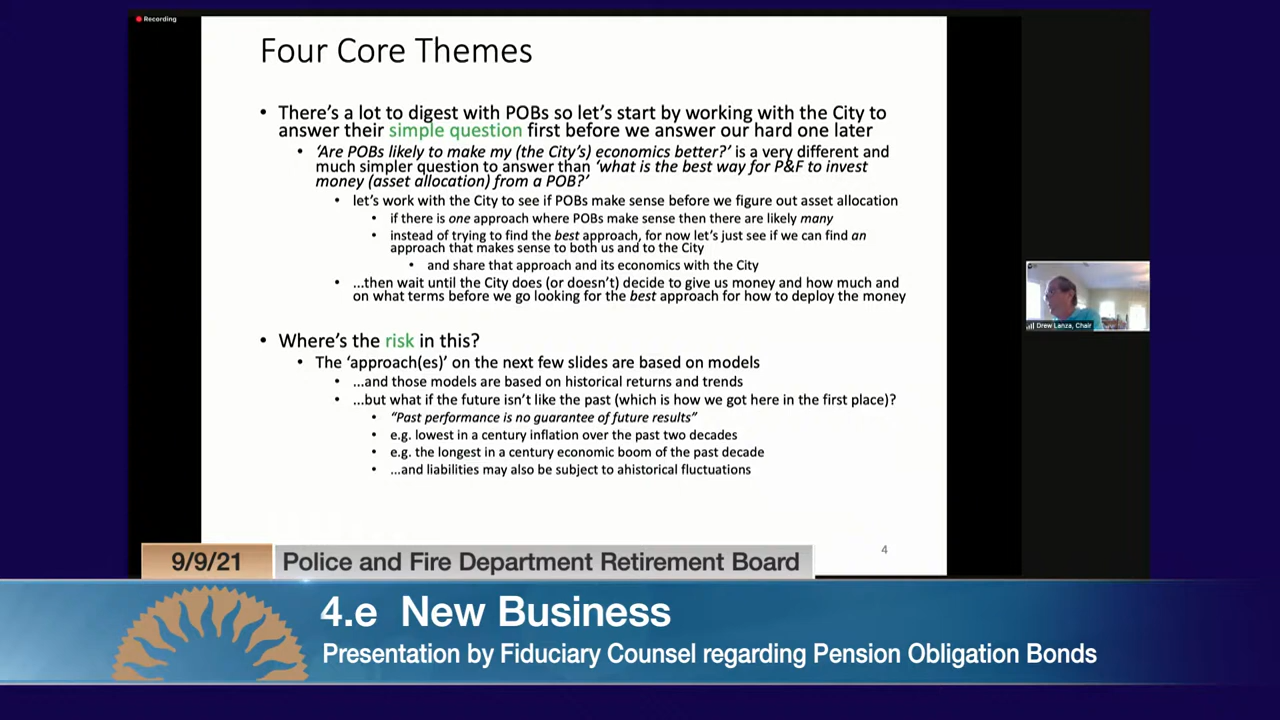 Recording
Four Core Themes
• There's a lot to digest with POBs so let's start by working with the City to
answer their simple question first before we answer our hard one later
• 'Are POBs likely to make my (the City's) economics better?' is a very different and
much simpler question to answer than 'what is the best way for P&F to invest
money (asset allocation) from a POB?'
• let's work with the City to see if POBs make sense before we figure out asset allocation
• if there is one approach where POBs make sense then there are likely many
• instead of trying to find the best approach, for now let's just see if we can find an
approach that makes sense to both us and to the City
• and share that approach and its economics with the City
• ...then wait until the City does (or doesn't) decide to give us money and how much and
on what terms before we go looking for the best approach for how to deploy the money
• Where's the risk in this?
• The 'approach(es)' on the next few slides are based on models
• ...and those models are based on historical returns and trends
• ...but what if the future isn't like the past (which is how we got here in the first place)?
• "Past performance is no guarantee of future results"
• e.g. lowest in a century inflation over the past two decades
• e.g. the longest in a century economic boom of the past decade
• ...and liabilities may also be subject to ahistorical fluctuations
4
Drew Lanza, Chair
9/9/21 Police and Fire Department Retirement Board
4.e New Business
Presentation by Fiduciary Counsel regarding Pension Obligation Bonds